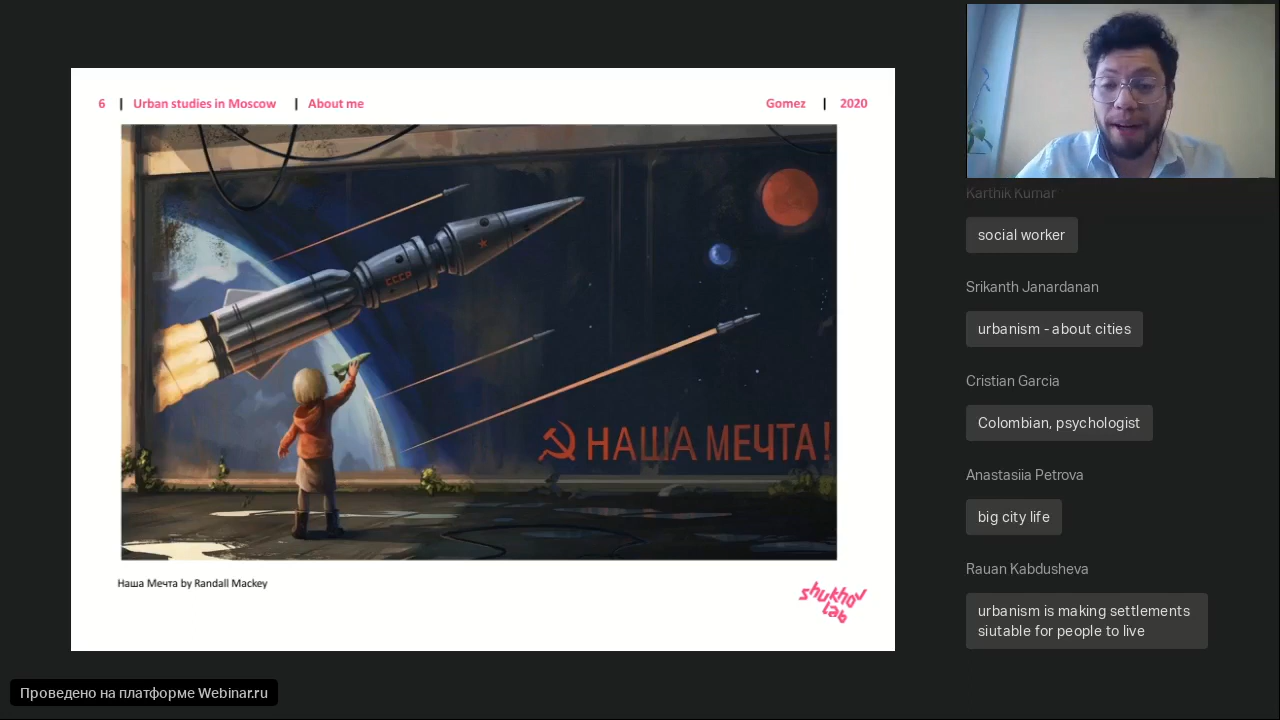 6 | Urban studies in Moscow | About me
Gomez | 2020
СССР
НАША МЕЧТА!
Наша Мечта by Randall Mackey
shukhov
lab
Karthik Kumar
social worker
Srikanth Janardanan
urbanism - about cities
Cristian Garcia
Colombian, psychologist
Anastasiia Petrova
big city life
Rauan Kabdusheva
urbanism is making settlements
siutable for people to live
Проведено на платформе Webinar.ru